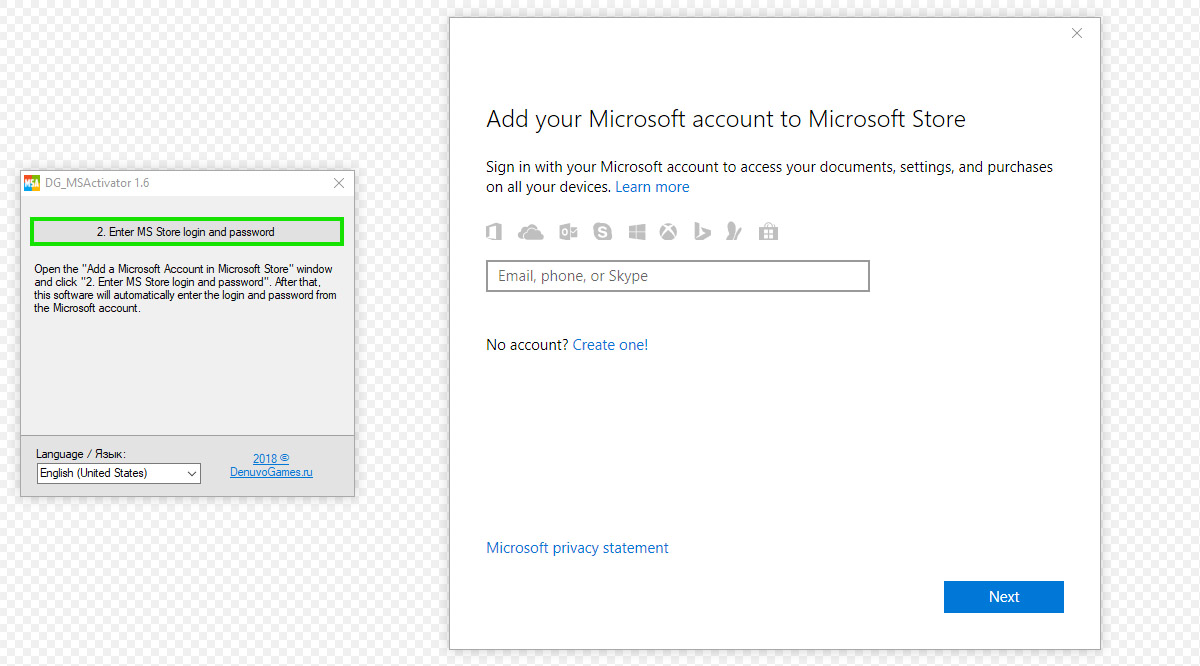 DG_MSActivator 1.6
2. Enter MS Store login and password
Open the "Add a Microsoft Account in Microsoft Store" window
and click "2. Enter MS Store login and password". After that,
this software will automatically enter the login and password from
the Microsoft account.
Language / Язык:
English (United States)
2018 ©
DenuvoGames.ru
Add your Microsoft account to Microsoft Store
Sign in with your Microsoft account to access your documents, settings, and purchases
on all your devices. Learn more
Email, phone, or Skype
No account? Create one!
Microsoft privacy statement
Next